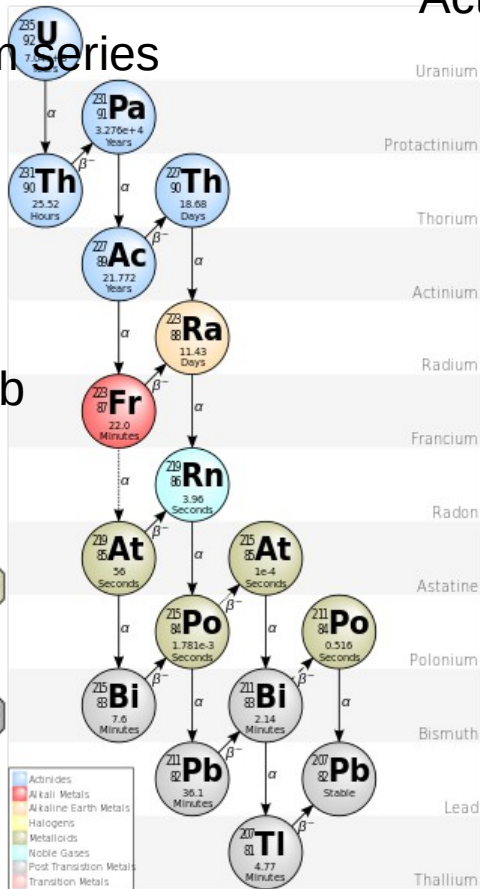 Act
n series
235
92 U
α
Uranium
231
91 Pa
3.276e+4
Years
β⁻
α
Protactinium
231
90 Th
25.52
Hours
227
90 Th
18.68
Days
β⁻
α
Thorium
227
89 Ac
21.772
Years
α
Actinium
223
88 Ra
11.43
Days
β⁻
α
Radium
b
223
87 Fr
22.0
Minutes
α
Francium
219
86 Rn
3.96
Seconds
β⁻
α
Radon
219
85 At
56
Seconds
215
85 At
1e-4
Seconds
β⁻
α
α
Astatine
215
84 Po
1.781e-3
Seconds
211
84 Po
0.516
Seconds
β⁻
β⁻
α
α
Polonium
215
83 Bi
7.6
Minutes
211
83 Bi
2.14
Minutes
β⁻
α
Bismuth
211
82 Pb
36.1
Minutes
207
82 Pb
Stable
β⁻
Lead
207
81 Tl
4.77
Minutes
Thallium
Actinides
Alkali Metals
Alkaline Earth Metals
Halogens
Metalloids
Noble Gases
Post Transistion Metals
Transition Metals